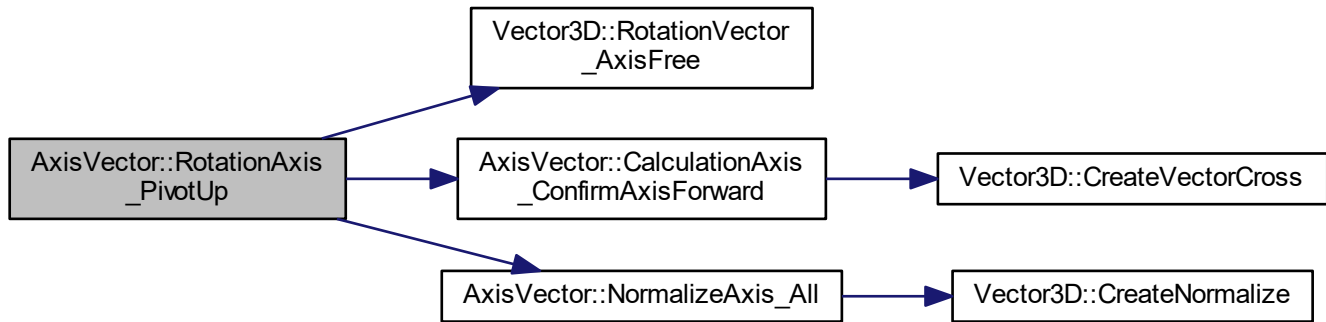 Vector3D::RotationVector
_AxisFree
AxisVector::RotationAxis
_PivotUp
AxisVector::CalculationAxis
_ConfirmAxisForward
Vector3D::CreateVectorCross
AxisVector::NormalizeAxis_All
Vector3D::CreateNormalize